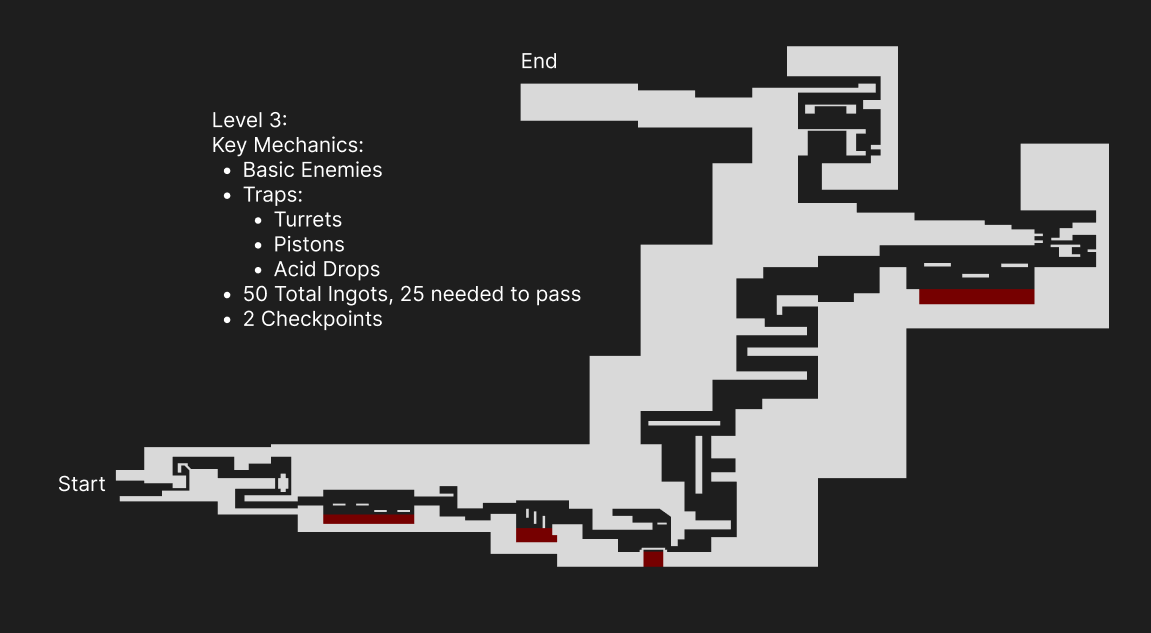 End
Level 3:
Key Mechanics:
• Basic Enemies
• Traps:
• Turrets
• Pistons
• Acid Drops
• 50 Total Ingots, 25 needed to pass
• 2 Checkpoints
Start